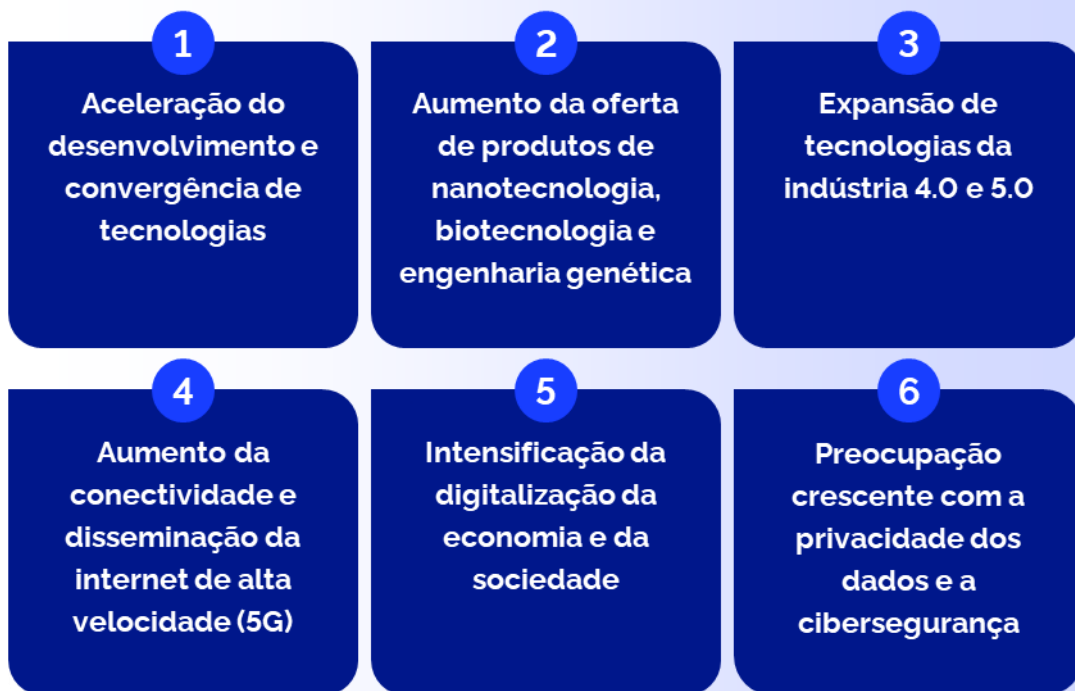 1
Aceleração do
desenvolvimento e
convergência de
tecnologias
2
Aumento da oferta
de produtos de
nanotecnologia,
biotecnologia e
engenharia genética
3
Expansão de
tecnologias da
indústria 4.0 e 5.0
4
Aumento da
conectividade e
disseminação da
internet de alta
velocidade (5G)
5
Intensificação da
digitalização da
economia e da
sociedade
6
Preocupação
crescente com a
privacidade dos
dados e a
cibersegurança